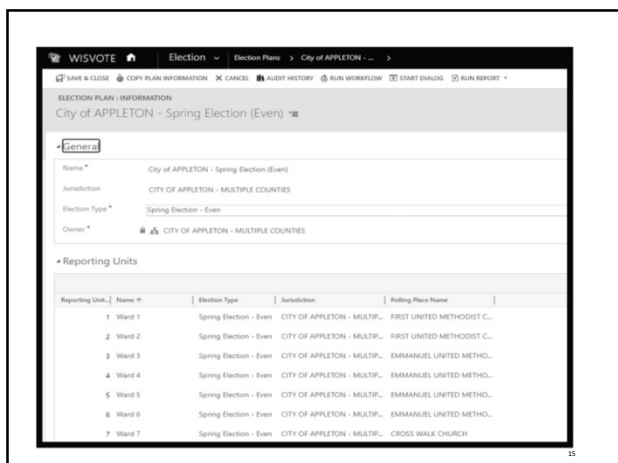 WISVOTE Election Election Plans > City of APPLETON - ... >
SAVE & CLOSE COPY PLAN INFORMATION CANCEL AUDIT HISTORY RUN WORKFLOW START DIALOG RUN REPORT
ELECTION PLAN : INFORMATION
City of APPLETON - Spring Election (Even)
General
Name * City of APPLETON - Spring Election (Even)
Jurisdiction CITY OF APPLETON - MULTIPLE COUNTIES
Election Type * Spring Election - Even
Owner * CITY OF APPLETON - MULTIPLE COUNTIES
Reporting Units
Reporting Unit... Name ↑ Election Type Jurisdiction Polling Place Name
1 Ward 1 Spring Election - Even CITY OF APPLETON - MULTIP... FIRST UNITED METHODIST C...
2 Ward 2 Spring Election - Even CITY OF APPLETON - MULTIP... FIRST UNITED METHODIST C...
3 Ward 3 Spring Election - Even CITY OF APPLETON - MULTIP... EMMANUEL UNITED METHO...
4 Ward 4 Spring Election - Even CITY OF APPLETON - MULTIP... EMMANUEL UNITED METHO...
5 Ward 5 Spring Election - Even CITY OF APPLETON - MULTIP... EMMANUEL UNITED METHO...
6 Ward 6 Spring Election - Even CITY OF APPLETON - MULTIP... EMMANUEL UNITED METHO...
7 Ward 7 Spring Election - Even CITY OF APPLETON - MULTIP... CROSS WALK CHURCH
15